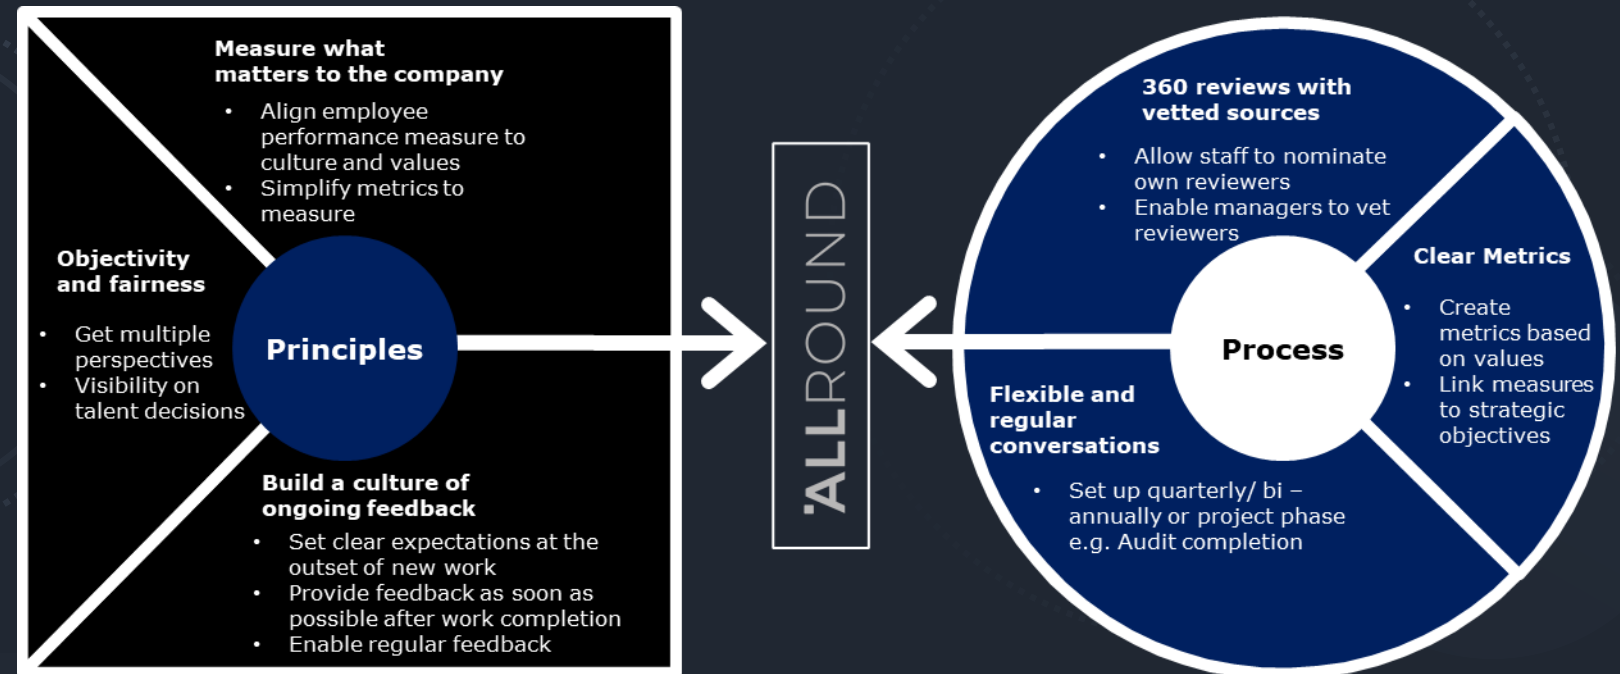 Measure what
matters to the company
• Align employee
performance measure to
culture and values
• Simplify metrics to
measure
Objectivity
and fairness
• Get multiple
perspectives
• Visibility on
talent decisions
Principles
Build a culture of
ongoing feedback
• Set clear expectations at the
outset of new work
• Provide feedback as soon as
possible after work completion
• Enable regular feedback
ALLROUND
360 reviews with
vetted sources
• Allow staff to nominate
own reviewers
• Enable managers to vet
reviewers
Clear Metrics
• Create
metrics based
on values
• Link measures
to strategic
objectives
Process
Flexible and
regular
conversations
• Set up quarterly/ bi –
annually or project phase
e.g. Audit completion